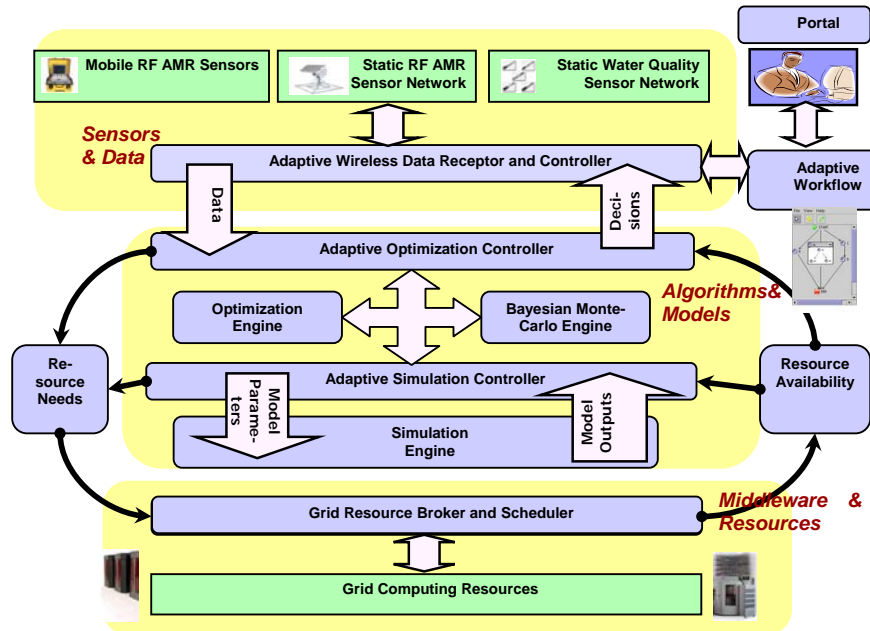 Portal
Mobile RF AMR Sensors
Static RF AMR
Sensor Network
Static Water Quality
Sensor Network
Sensors
& Data
Adaptive Wireless Data Receptor and Controller
Adaptive
Workflow
Data
Deci-
sions
Adaptive Optimization Controller
Algorithms&
Models
Optimization
Engine
Bayesian Monte-
Carlo Engine
Re-
source
Needs
Resource
Availability
Adaptive Simulation Controller
Model
Parame-
ters
Model
Outputs
Simulation
Engine
Middleware &
Resources
Grid Resource Broker and Scheduler
Grid Computing Resources